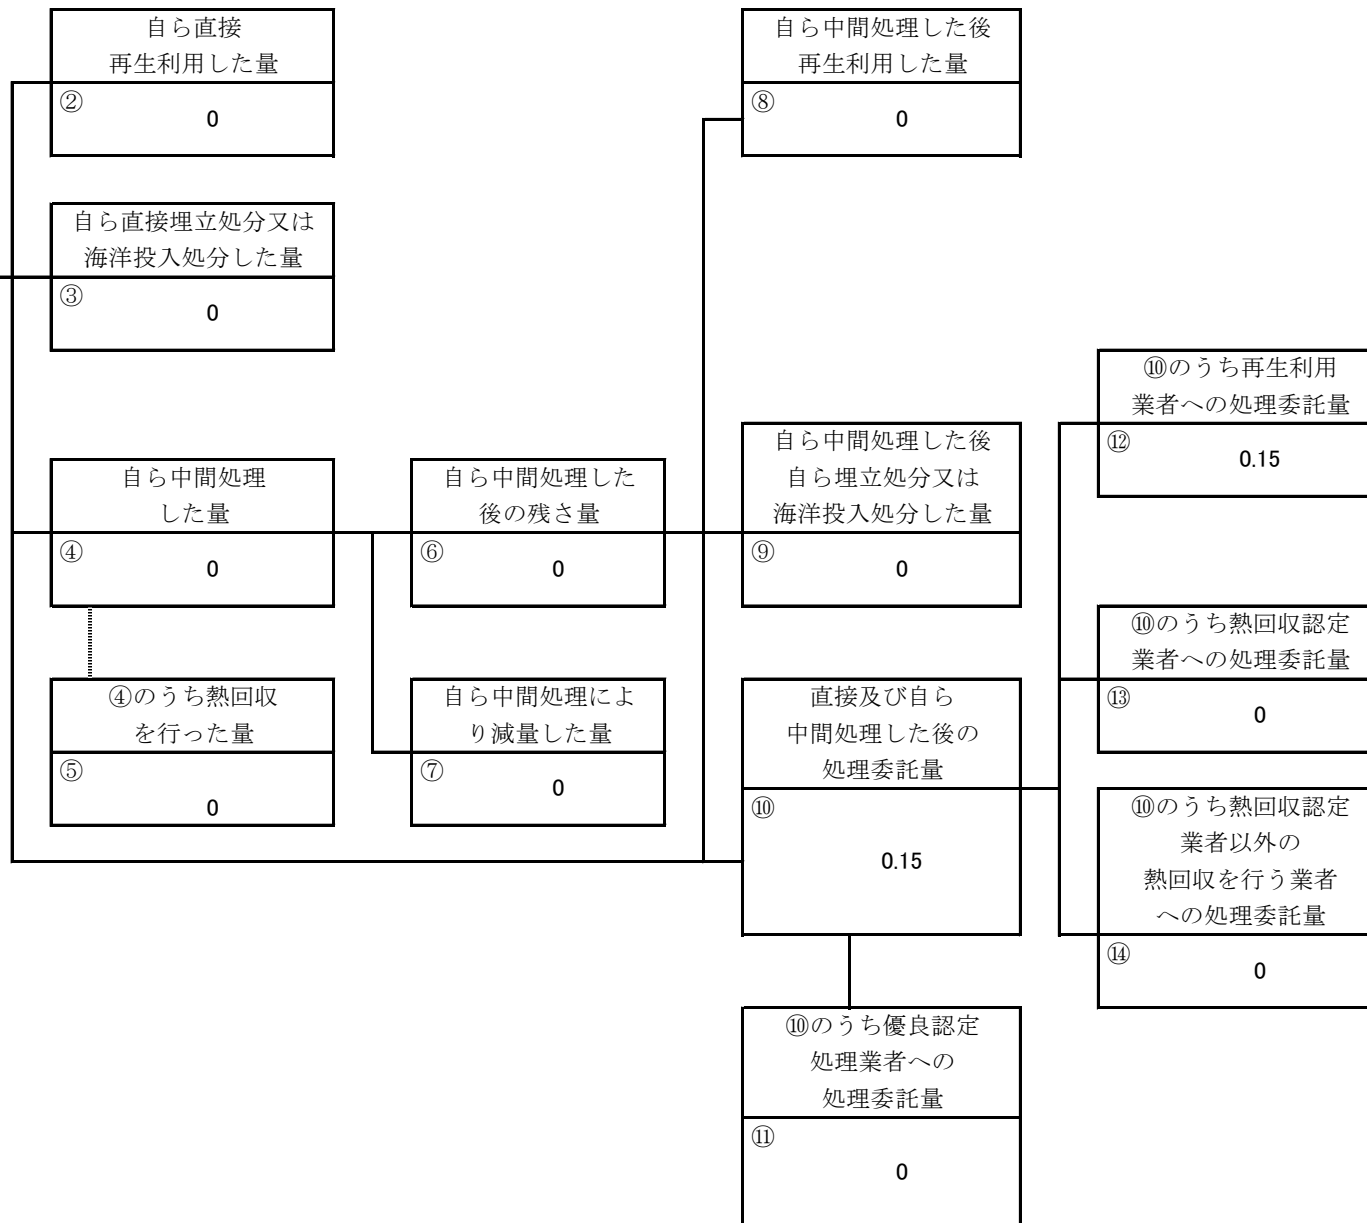 自ら直接
再生利用した量
②
0
自ら直接埋立処分又は
海洋投入処分した量
③
0
自ら中間処理
した量
④
0
④のうち熱回収
を行った量
⑤
0
自ら中間処理した
後の残さ量
⑥
0
自ら中間処理によ
り減量した量
⑦
0
自ら中間処理した後
再生利用した量
⑧
0
自ら中間処理した後
自ら埋立処分又は
海洋投入処分した量
⑨
0
直接及び自ら
中間処理した後の
処理委託量
⑩
0.15
⑩のうち優良認定
処理業者への
処理委託量
⑪
0
⑩のうち再生利用
業者への処理委託量
⑫
0.15
⑩のうち熱回収認定
業者への処理委託量
⑬
0
⑩のうち熱回収認定
業者以外の
熱回収を行う業者
への処理委託量
⑭
0